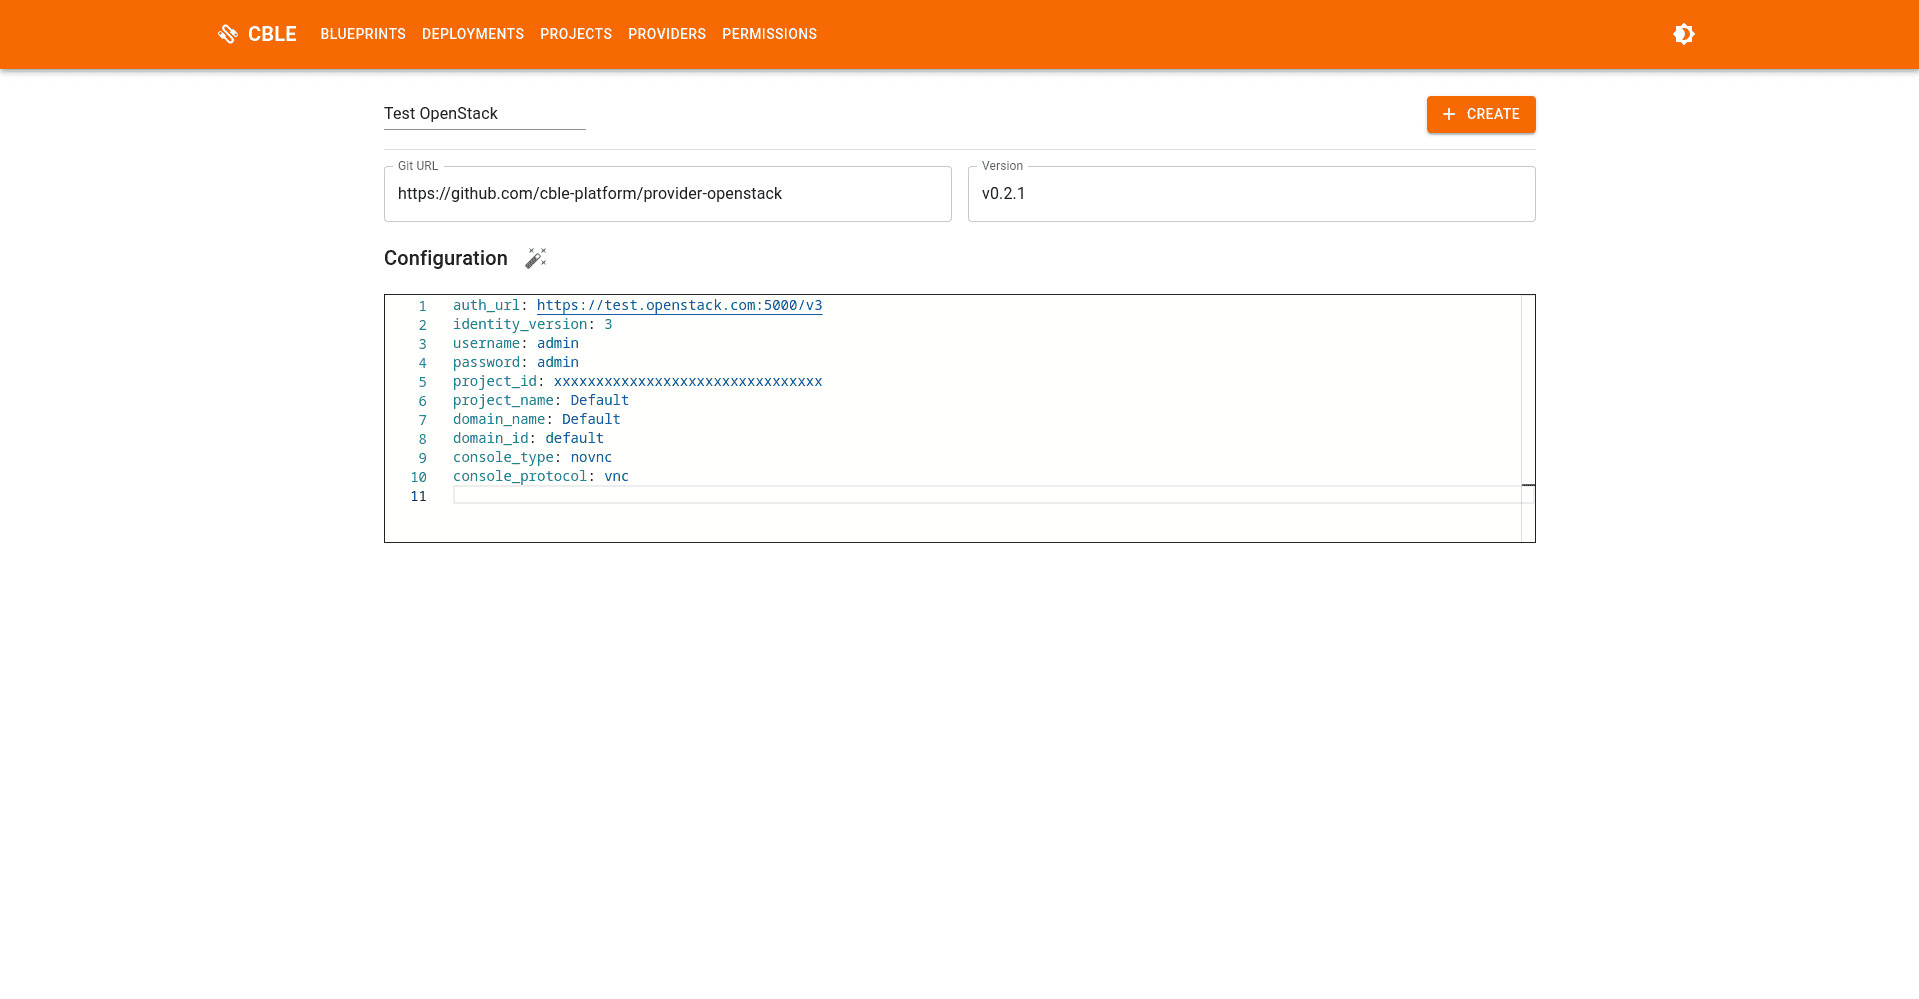 CBLE BLUEPRINTS DEPLOYMENTS PROJECTS PROVIDERS PERMISSIONS
Test OpenStack
CREATE
Git URL
https://github.com/cble-platform/provider-openstack
Version
v0.2.1
Configuration
1 auth_url: https://test.openstack.com:5000/v3
2 identity_version: 3
3 username: admin
4 password: admin
5 project_id: xxxxxxxxxxxxxxxxxxxxxxxxxxxxxxxx
6 project_name: Default
7 domain_name: Default
8 domain_id: default
9 console_type: novnc
10 console_protocol: vnc
11